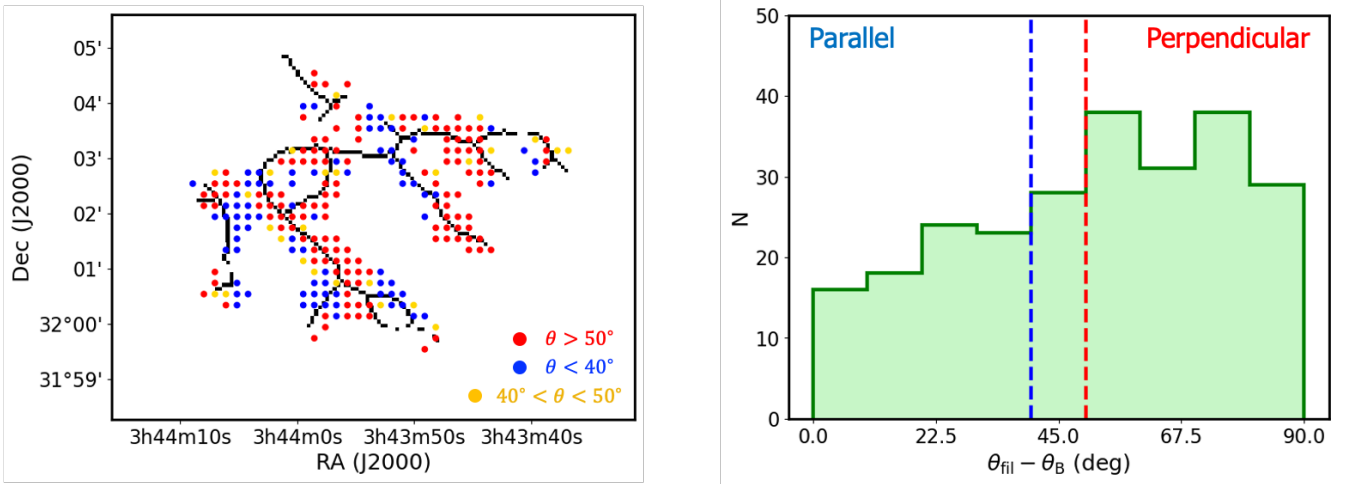 05'
04'
03'
02'
01'
32°00'
31°59'
Dec (J2000)
θ > 50°
θ < 40°
40° < θ < 50°
3h44m10s 3h44m0s 3h43m50s 3h43m40s
RA (J2000)
50
40
30
20
10
0
N
Parallel
Perpendicular
0.0 22.5 45.0 67.5 90.0
θfil − θB (deg)